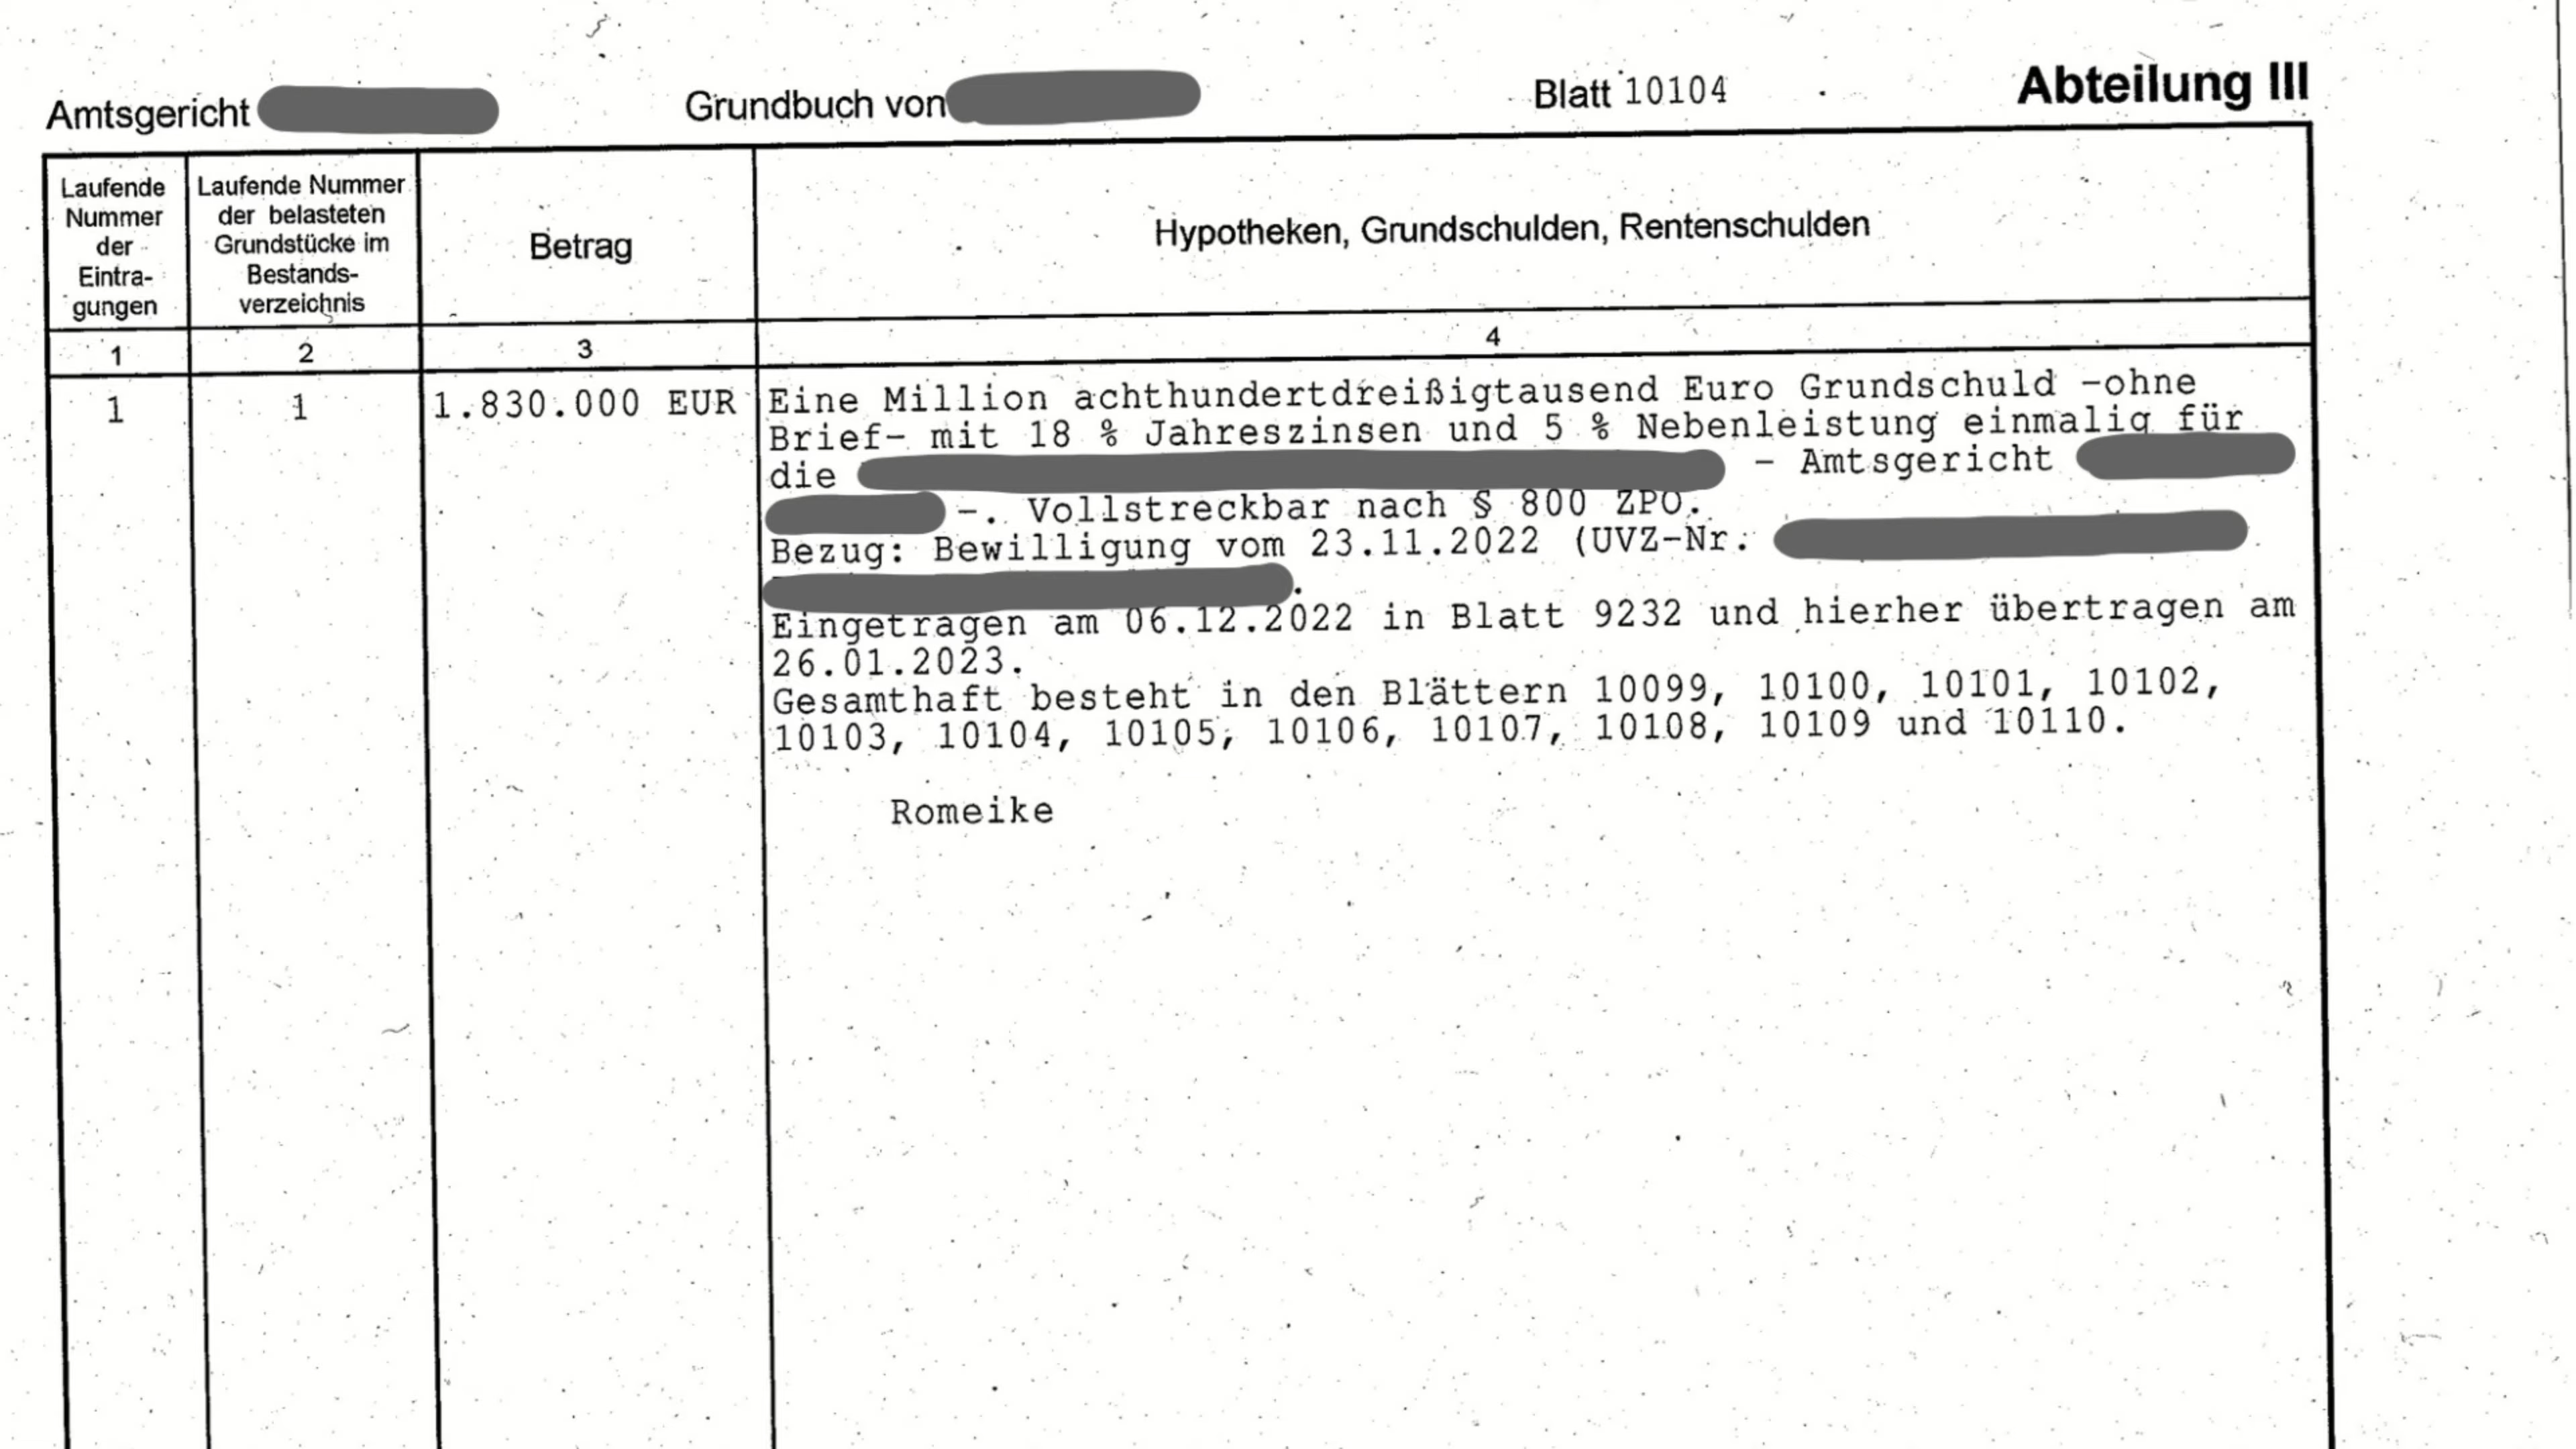 Amtsgericht
Grundbuch von
Blatt 10104
Abteilung III
Laufende
Nummer
der
Eintra-
gungen
Laufende Nummer
der belasteten
Grundstücke im
Bestands-
verzeichnis
Betrag
Hypotheken, Grundschulden, Rentenschulden
1
2
3
4
1
1
1.830.000 EUR
Eine Million achthundertdreißigtausend Euro Grundschuld -ohne
Brief- mit 18 % Jahreszinsen und 5 % Nebenleistung einmalig für
die - Amtsgericht
-. Vollstreckbar nach § 800 ZPO.
Bezug: Bewilligung vom 23.11.2022 (UVZ-Nr.
.
Eingetragen am 06.12.2022 in Blatt 9232 und hierher übertragen am
26.01.2023.
Gesamthaft besteht in den Blättern 10099, 10100, 10101, 10102,
10103, 10104, 10105, 10106, 10107, 10108, 10109 und 10110.
Romeike